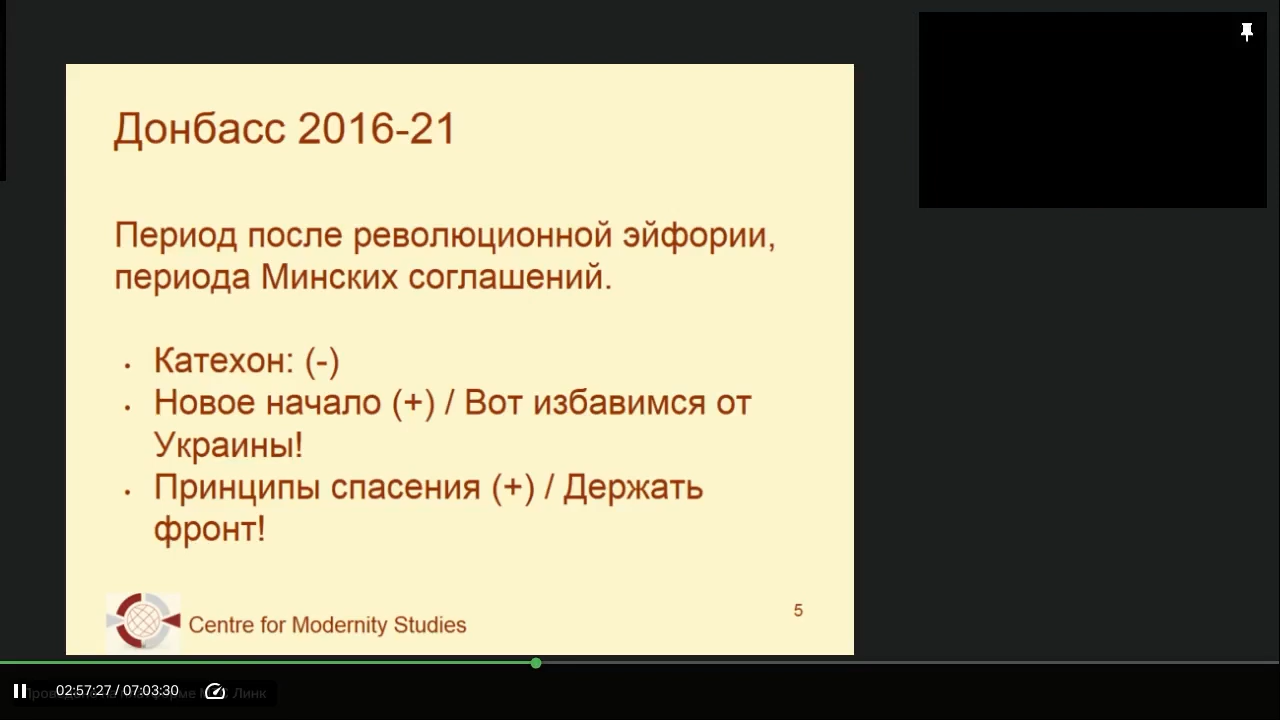 Донбасс 2016-21
Период после революционной эйфории,
периода Минских соглашений.
• Катехон: (-)
• Новое начало (+) / Вот избавимся от
Украины!
• Принципы спасения (+) / Держать
фронт!
Centre for Modernity Studies
5
02:57:27 / 07:03:30
Линк